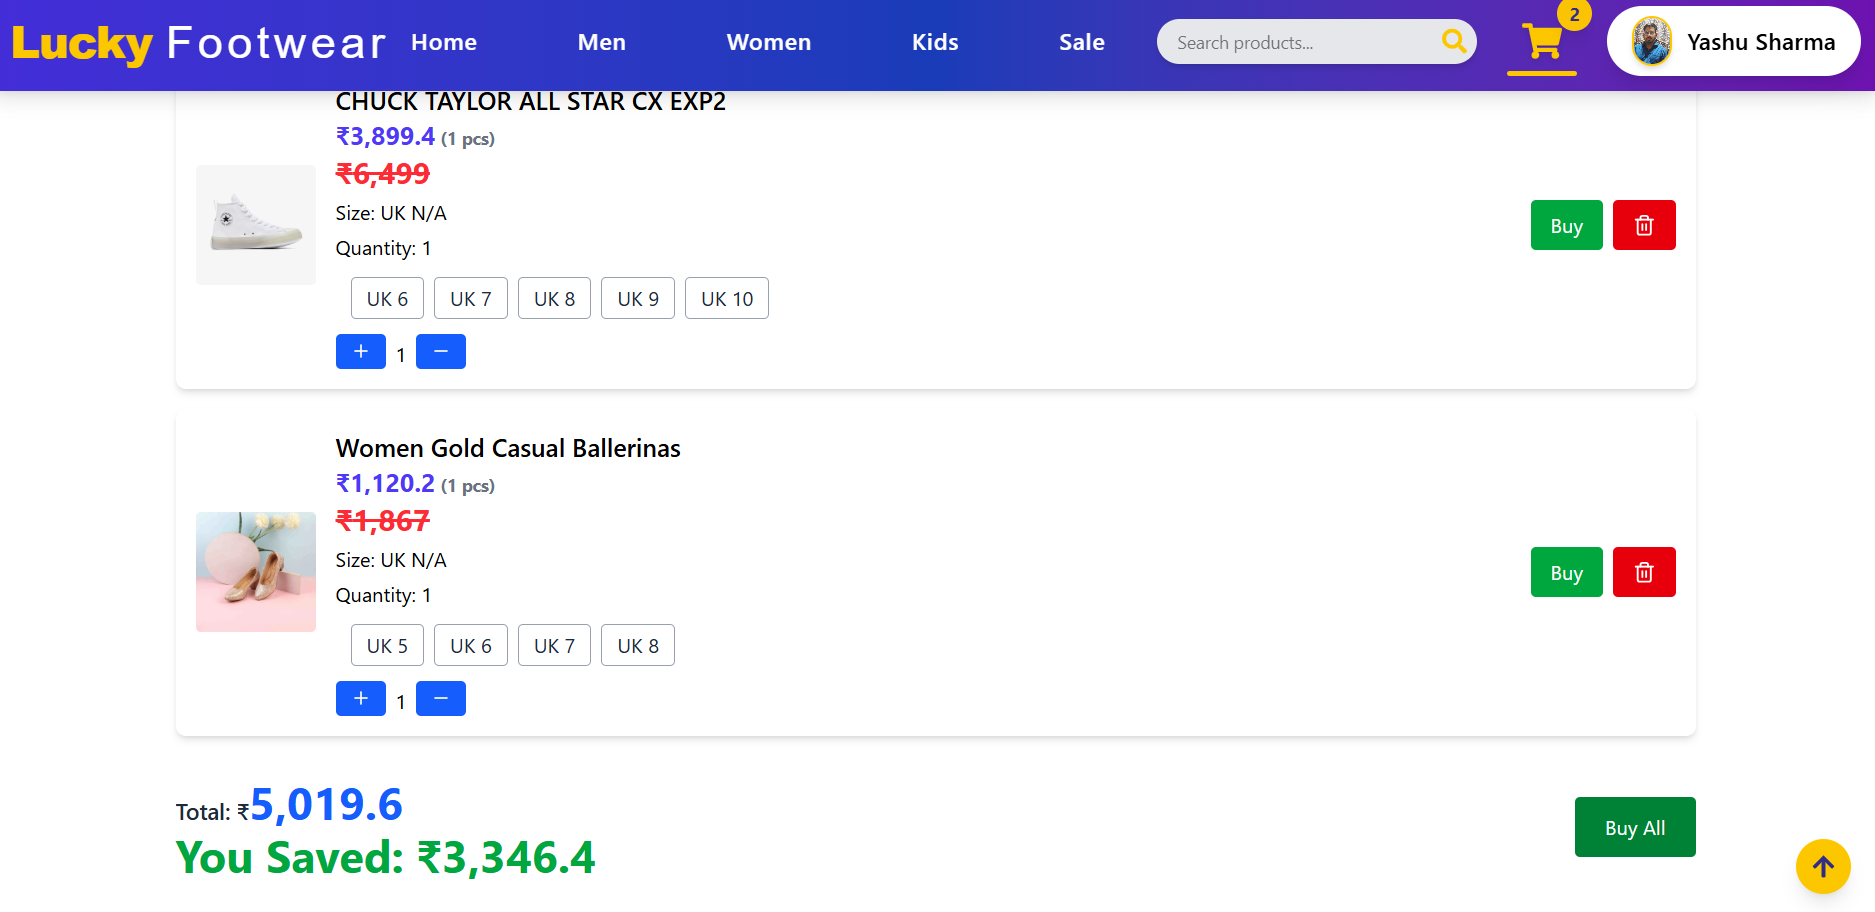 Lucky Footwear Home Men Women Kids Sale Search products... 2 Yashu Sharma
CHUCK TAYLOR ALL STAR CX EXP2
₹3,899.4 (1 pcs)
₹6,499
Size: UK N/A
Quantity: 1
UK 6 UK 7 UK 8 UK 9 UK 10
+ 1 −
Buy
Women Gold Casual Ballerinas
₹1,120.2 (1 pcs)
₹1,867
Size: UK N/A
Quantity: 1
UK 5 UK 6 UK 7 UK 8
+ 1 −
Buy
Total: ₹5,019.6
You Saved: ₹3,346.4
Buy All